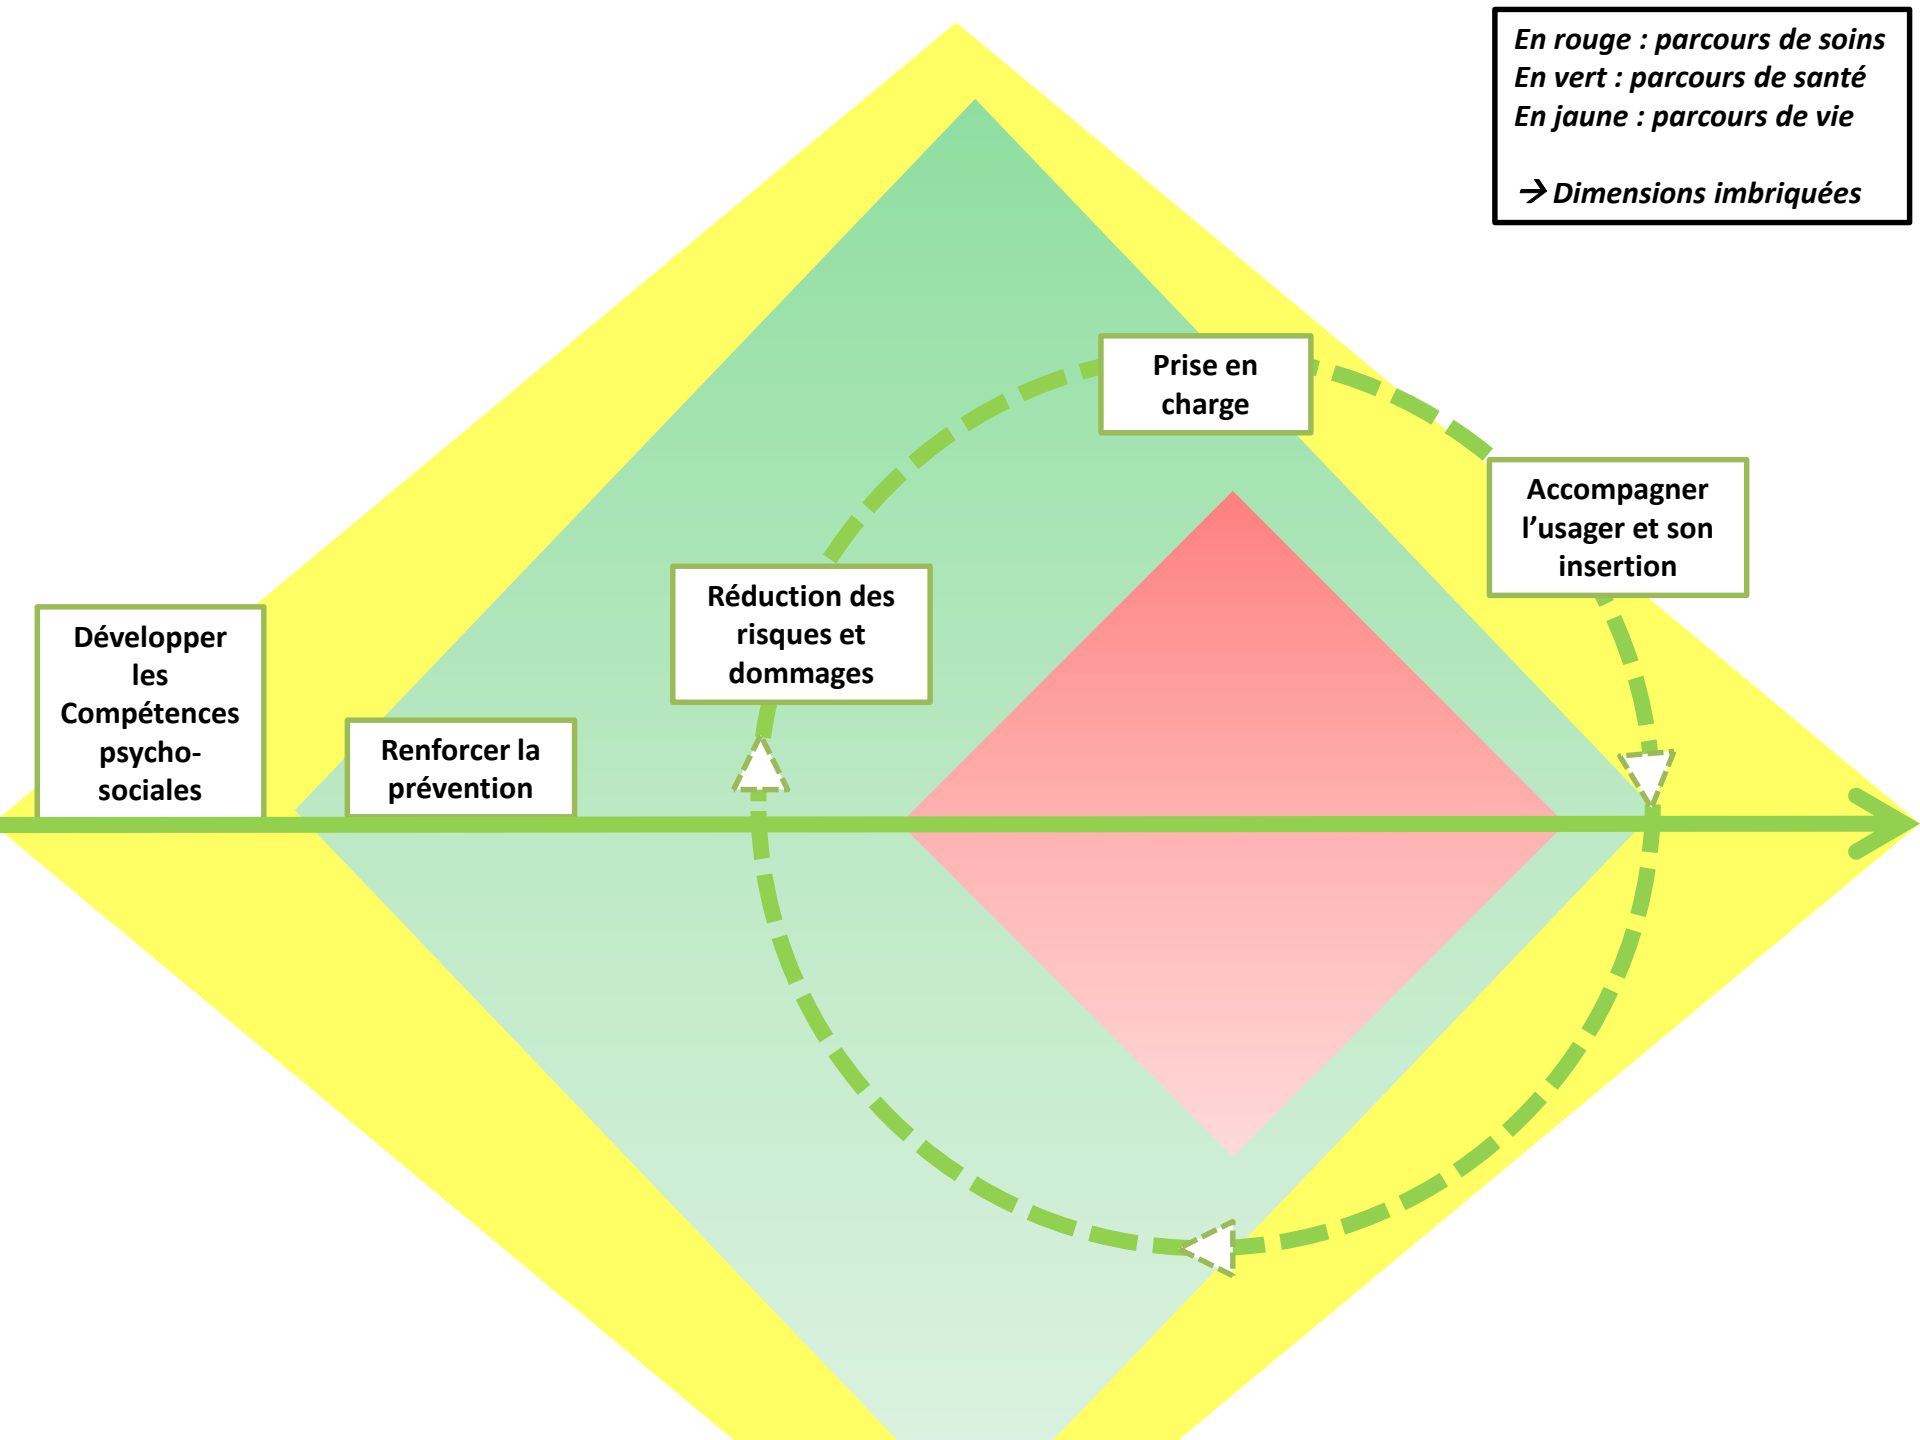 En rouge : parcours de soins
En vert : parcours de santé
En jaune : parcours de vie
→ Dimensions imbriquées
Prise en
charge
Accompagner
l’usager et son
insertion
Réduction des
risques et
dommages
Développer
les
Compétences
psycho-
sociales
Renforcer la
prévention